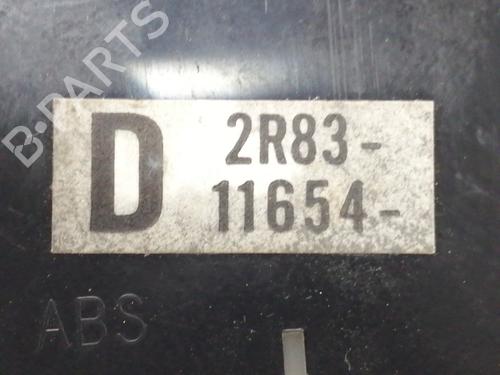 B-PARTS
D
2R83-
11654-
ABS